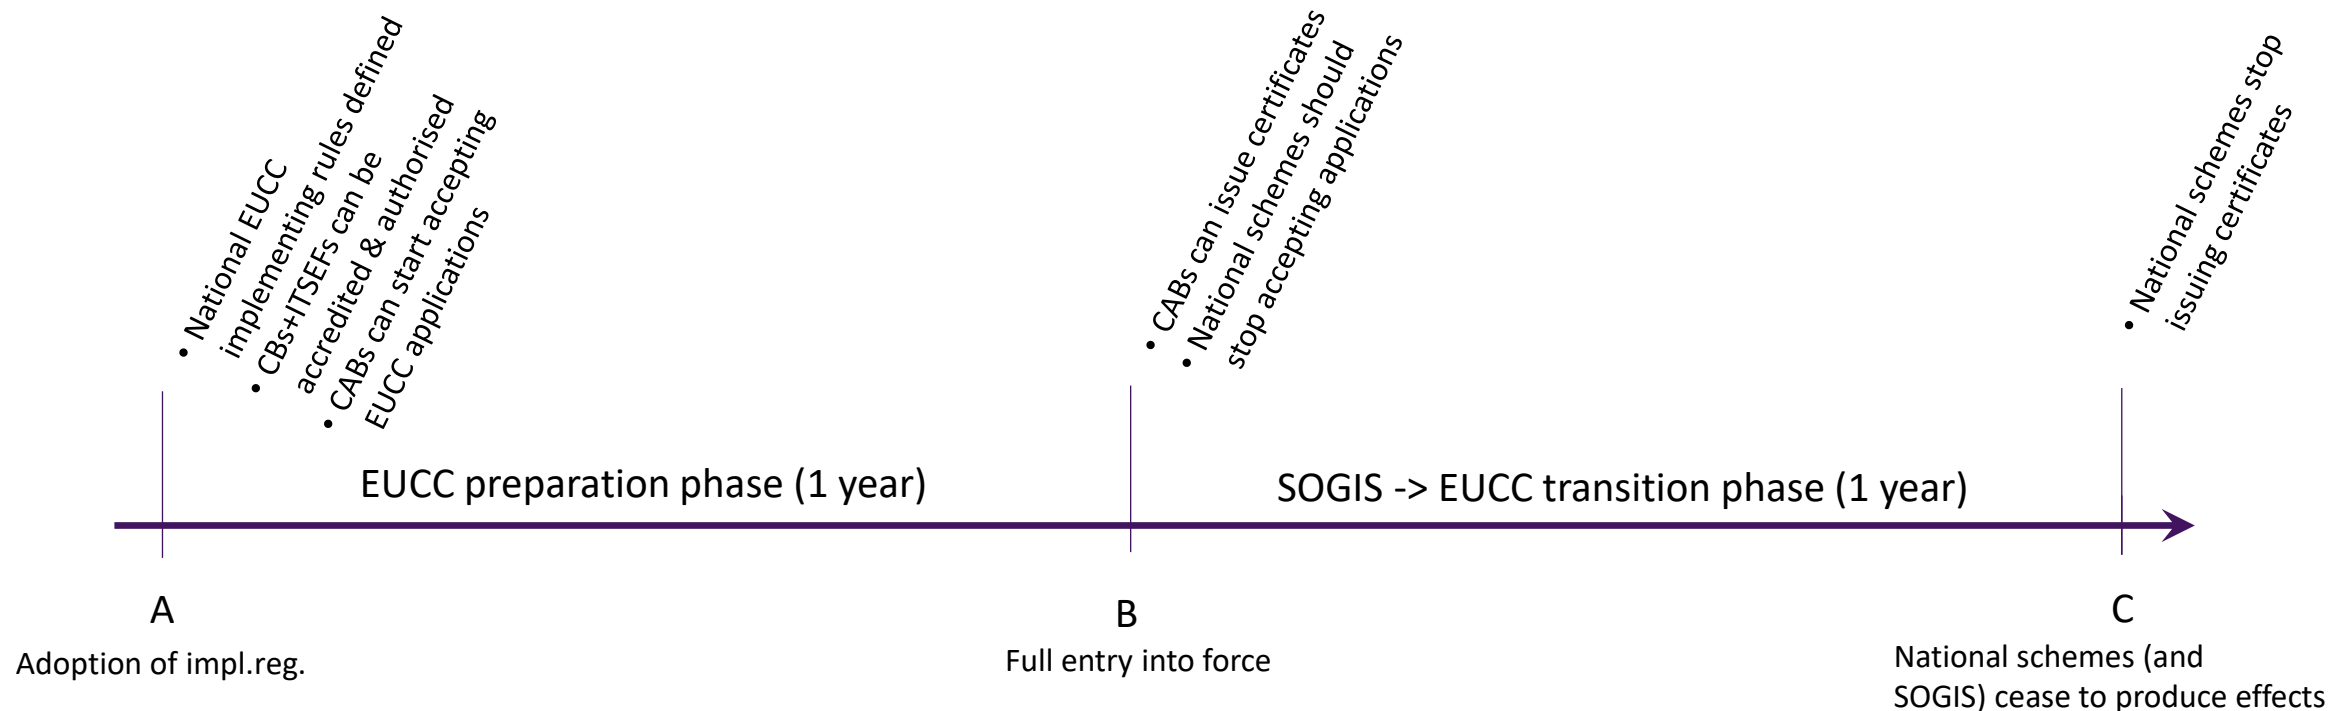 • National EUCC
implementing rules defined
• CBs+ITSEFs can be
accredited & authorised
• CABs can start accepting
EUCC applications
• CABs can issue certificates
• National schemes should
stop accepting applications
• National schemes stop
issuing certificates
EUCC preparation phase (1 year)
SOGIS -> EUCC transition phase (1 year)
A
Adoption of impl.reg.
B
Full entry into force
C
National schemes (and
SOGIS) cease to produce effects